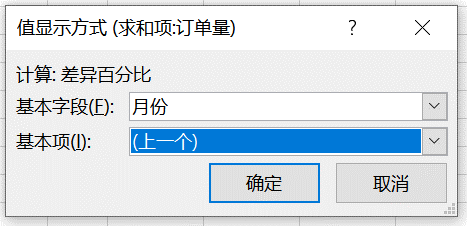 值显示方式 (求和项:订单量)
计算: 差异百分比
基本字段(F): 月份
基本项(I): (上一个)
确定 取消